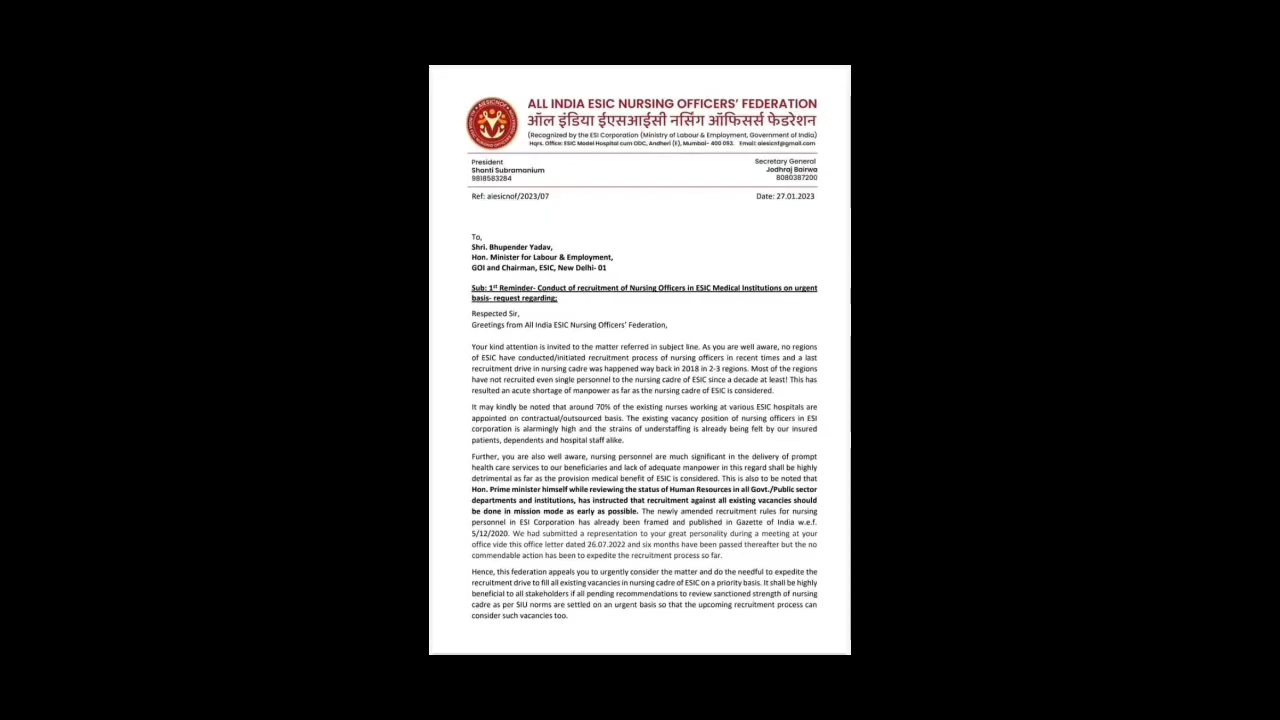 ALL INDIA ESIC NURSING OFFICERS' FEDERATION
ऑल इंडिया ईएसआईसी नर्सिंग ऑफिसर्स फेडरेशन
(Recognized by the ESI Corporation (Ministry of Labour & Employment, Government of India)
Hqrs. Office: ESIC Model Hospital cum ODC, Andheri (E), Mumbai- 400 093. Email: aiesicnf@gmail.com
President
Shanti Subramanium
9818583284
Secretary General
Jodhraj Bairwa
8080387200
Ref: aiesicnof/2023/07
Date: 27.01.2023
To,
Shri. Bhupender Yadav,
Hon. Minister for Labour & Employment,
GOI and Chairman, ESIC, New Delhi- 01
Sub: 1st Reminder- Conduct of recruitment of Nursing Officers in ESIC Medical Institutions on urgent
basis- request regarding;
Respected Sir,
Greetings from All India ESIC Nursing Officers' Federation,
Your kind attention is invited to the matter referred in subject line. As you are well aware, no regions
of ESIC have conducted/initiated recruitment process of nursing officers in recent times and a last
recruitment drive in nursing cadre was happened way back in 2018 in 2-3 regions. Most of the regions
have not recruited even single personnel to the nursing cadre of ESIC since a decade at least! This has
resulted an acute shortage of manpower as far as the nursing cadre of ESIC is considered.
It may kindly be noted that around 70% of the existing nurses working at various ESIC hospitals are
appointed on contractual/outsourced basis. The existing vacancy position of nursing officers in ESI
corporation is alarmingly high and the strains of understaffing is already being felt by our insured
patients, dependents and hospital staff alike.
Further, you are also well aware, nursing personnel are much significant in the delivery of prompt
health care services to our beneficiaries and lack of adequate manpower in this regard shall be highly
detrimental as far as the provision medical benefit of ESIC is considered. This is also to be noted that
Hon. Prime minister himself while reviewing the status of Human Resources in all Govt./Public sector
departments and institutions, has instructed that recruitment against all existing vacancies should
be done in mission mode as early as possible. The newly amended recruitment rules for nursing
personnel in ESI Corporation has already been framed and published in Gazette of India w.e.f.
5/12/2020. We had submitted a representation to your great personality during a meeting at your
office vide this office letter dated 26.07.2022 and six months have been passed thereafter but the no
commendable action has been to expedite the recruitment process so far.
Hence, this federation appeals you to urgently consider the matter and do the needful to expedite the
recruitment drive to fill all existing vacancies in nursing cadre of ESIC on a priority basis. It shall be highly
beneficial to all stakeholders if all pending recommendations to review sanctioned strength of nursing
cadre as per SIU norms are settled on an urgent basis so that the upcoming recruitment process can
consider such vacancies too.